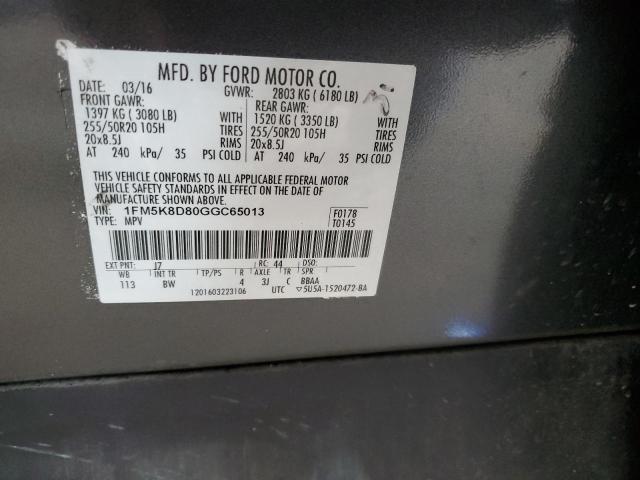 MFD. BY FORD MOTOR CO.
DATE: 03/16 GVWR: 2803 KG ( 6180 LB)
FRONT GAWR: REAR GAWR:
1397 KG ( 3080 LB) WITH 1520 KG ( 3350 LB) WITH
255/50R20 105H TIRES 255/50R20 105H TIRES
20x8.5J RIMS 20x8.5J RIMS
AT 240 kPa/ 35 PSI COLD AT 240 kPa/ 35 PSI COLD
THIS VEHICLE CONFORMS TO ALL APPLICABLE FEDERAL MOTOR
VEHICLE SAFETY STANDARDS IN EFFECT ON THE DATE OF
MANUFACTURE SHOWN ABOVE.
VIN: 1FM5K8D80GGC65013 F0178
TYPE: MPV T0145
EXT PNT: J7 RC: 44 DSO:
WB INT TR TP/PS R AXLE TR SPR
113 BW 4 3J C BBAA
1201603223106 UTC ▽5U5A-1520472-BA